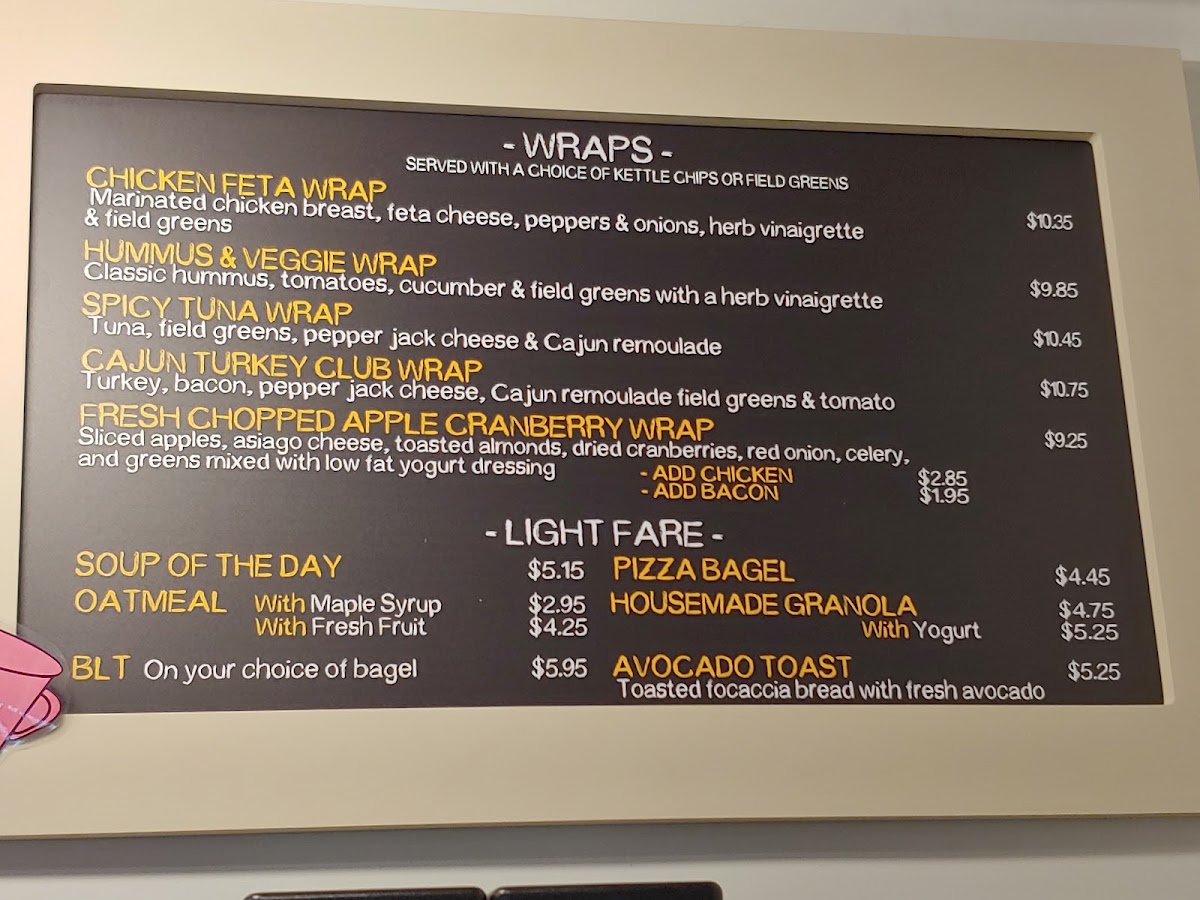 - WRAPS -
SERVED WITH A CHOICE OF KETTLE CHIPS OR FIELD GREENS
CHICKEN FETA WRAP
Marinated chicken breast, feta cheese, peppers & onions, herb vinaigrette $10.35
& field greens
HUMMUS & VEGGIE WRAP
Classic hummus, tomatoes, cucumber & field greens with a herb vinaigrette $9.85
SPICY TUNA WRAP
Tuna, field greens, pepper jack cheese & Cajun remoulade $10.45
CAJUN TURKEY CLUB WRAP
Turkey, bacon, pepper jack cheese, Cajun remoulade field greens & tomato $10.75
FRESH CHOPPED APPLE CRANBERRY WRAP $9.25
Sliced apples, asiago cheese, toasted almonds, dried cranberries, red onion, celery,
and greens mixed with low fat yogurt dressing
- ADD CHICKEN $2.85
- ADD BACON $1.95
- LIGHT FARE -
SOUP OF THE DAY $5.15
OATMEAL With Maple Syrup $2.95
With Fresh Fruit $4.25
BLT On your choice of bagel $5.95
PIZZA BAGEL $4.45
HOUSEMADE GRANOLA $4.75
With Yogurt $5.25
AVOCADO TOAST $5.25
Toasted focaccia bread with fresh avocado